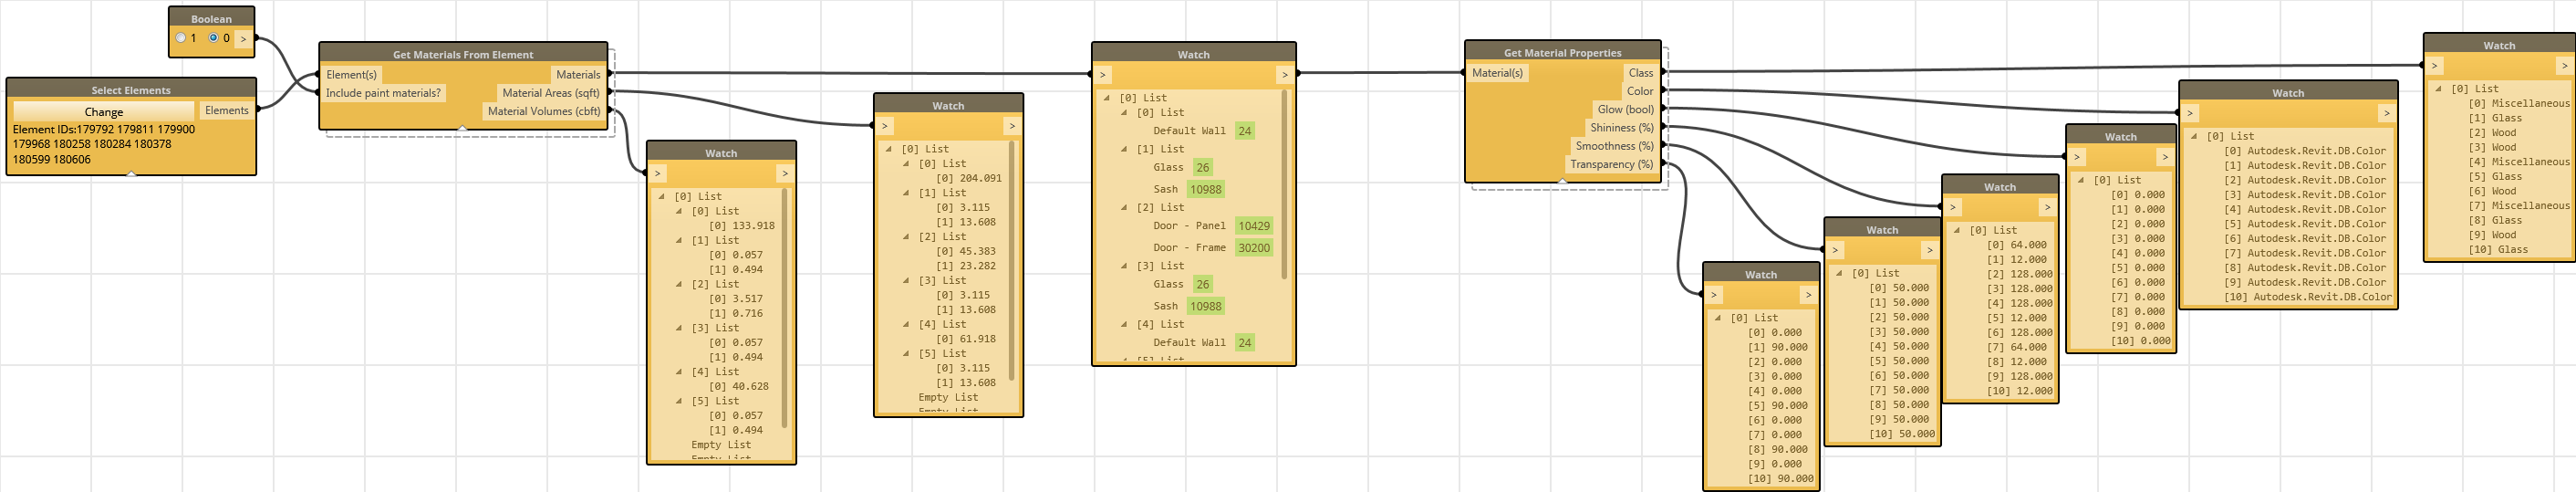 Boolean
1 0 >
Select Elements
Change Elements
Element IDs:179792 179811 179900
179968 180258 180284 180378
180599 180606
Get Materials From Element
Element(s) Materials
Include paint materials? Material Areas (sqft)
Material Volumes (cbft)
Watch
> >
[0] List
[0] List
[0] 133.918
[1] List
[0] 0.057
[1] 0.494
[2] List
[0] 3.517
[1] 0.716
[3] List
[0] 0.057
[1] 0.494
[4] List
[0] 40.628
[5] List
[0] 0.057
[1] 0.494
Empty List
Empty List
Watch
> >
[0] List
[0] List
[0] 204.091
[1] List
[0] 3.115
[1] 13.608
[2] List
[0] 45.383
[1] 23.282
[3] List
[0] 3.115
[1] 13.608
[4] List
[0] 61.918
[5] List
[0] 3.115
[1] 13.608
Empty List
Empty List
Watch
> >
[0] List
[0] List
Default Wall 24
[1] List
Glass 26
Sash 10988
[2] List
Door - Panel 10429
Door - Frame 30200
[3] List
Glass 26
Sash 10988
[4] List
Default Wall 24
[5] List
Get Material Properties
Material(s) Class
Color
Glow (bool)
Shininess (%)
Smoothness (%)
Transparency (%)
Watch
> >
[0] List
[0] 0.000
[1] 90.000
[2] 0.000
[3] 0.000
[4] 0.000
[5] 90.000
[6] 0.000
[7] 0.000
[8] 90.000
[9] 0.000
[10] 90.000
Watch
> >
[0] List
[0] 50.000
[1] 50.000
[2] 50.000
[3] 50.000
[4] 50.000
[5] 50.000
[6] 50.000
[7] 50.000
[8] 50.000
[9] 50.000
[10] 50.000
Watch
> >
[0] List
[0] 64.000
[1] 12.000
[2] 128.000
[3] 128.000
[4] 128.000
[5] 12.000
[6] 128.000
[7] 64.000
[8] 12.000
[9] 128.000
[10] 12.000
Watch
> >
[0] List
[0] 0.000
[1] 0.000
[2] 0.000
[3] 0.000
[4] 0.000
[5] 0.000
[6] 0.000
[7] 0.000
[8] 0.000
[9] 0.000
[10] 0.000
Watch
> >
[0] List
[0] Autodesk.Revit.DB.Color
[1] Autodesk.Revit.DB.Color
[2] Autodesk.Revit.DB.Color
[3] Autodesk.Revit.DB.Color
[4] Autodesk.Revit.DB.Color
[5] Autodesk.Revit.DB.Color
[6] Autodesk.Revit.DB.Color
[7] Autodesk.Revit.DB.Color
[8] Autodesk.Revit.DB.Color
[9] Autodesk.Revit.DB.Color
[10] Autodesk.Revit.DB.Color
Watch
> >
[0] List
[0] Miscellaneous
[1] Glass
[2] Wood
[3] Wood
[4] Miscellaneous
[5] Glass
[6] Wood
[7] Miscellaneous
[8] Glass
[9] Wood
[10] Glass